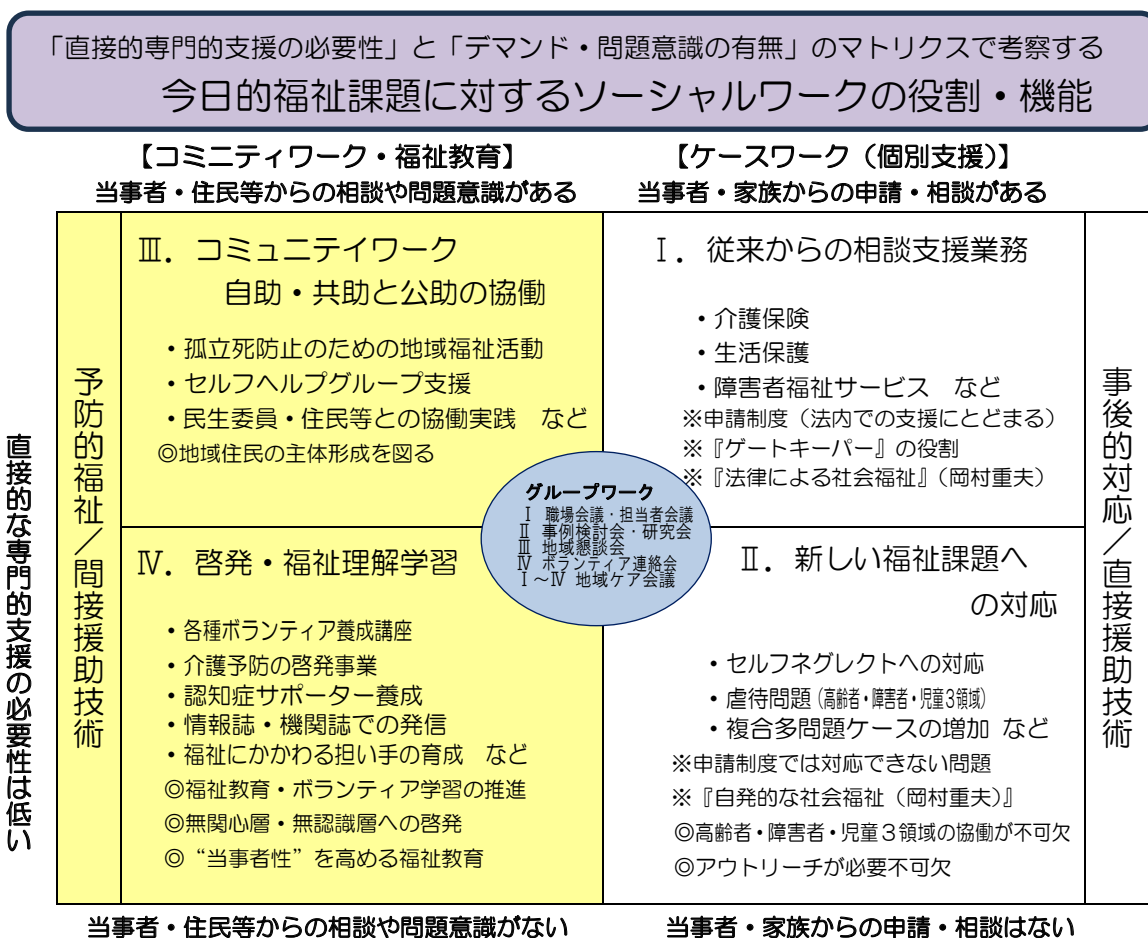 「直接的専門的支援の必要性」と「デマンド・問題意識の有無」のマトリクスで考察する
今日的福祉課題に対するソーシャルワークの役割・機能
【コミニティワーク・福祉教育】
当事者・住民等からの相談や問題意識がある
【ケースワーク（個別支援）】
当事者・家族からの申請・相談がある
直接的な専門的支援の必要性は低い
予防的福祉／間接援助技術
Ⅲ．コミュニテイワーク
自助・共助と公助の協働
・孤立死防止のための地域福祉活動
・セルフヘルプグループ支援
・民生委員・住民等との協働実践　など
◎地域住民の主体形成を図る
Ⅰ．従来からの相談支援業務
・介護保険
・生活保護
・障害者福祉サービス　など
※申請制度（法内での支援にとどまる）
※『ゲートキーパー』の役割
※『法律による社会福祉』（岡村重夫）
グループワーク
Ⅰ　職場会議・担当者会議
Ⅱ　事例検討会・研究会
Ⅲ　地域懇談会
Ⅳ　ボランティア連絡会
Ⅰ～Ⅳ　地域ケア会議
Ⅳ．啓発・福祉理解学習
・各種ボランティア養成講座
・介護予防の啓発事業
・認知症サポーター養成
・情報誌・機関誌での発信
・福祉にかかわる担い手の育成　など
◎福祉教育・ボランティア学習の推進
◎無関心層・無認識層への啓発
◎“当事者性”を高める福祉教育
Ⅱ．新しい福祉課題へ
の対応
・セルフネグレクトへの対応
・虐待問題（高齢者・障害者・児童3領域）
・複合多問題ケースの増加 など
※申請制度では対応できない問題
※『自発的な社会福祉（岡村重夫）』
◎高齢者・障害者・児童３領域の協働が不可欠
◎アウトリーチが必要不可欠
事後的対応／直接援助技術
当事者・住民等からの相談や問題意識がない
当事者・家族からの申請・相談はない